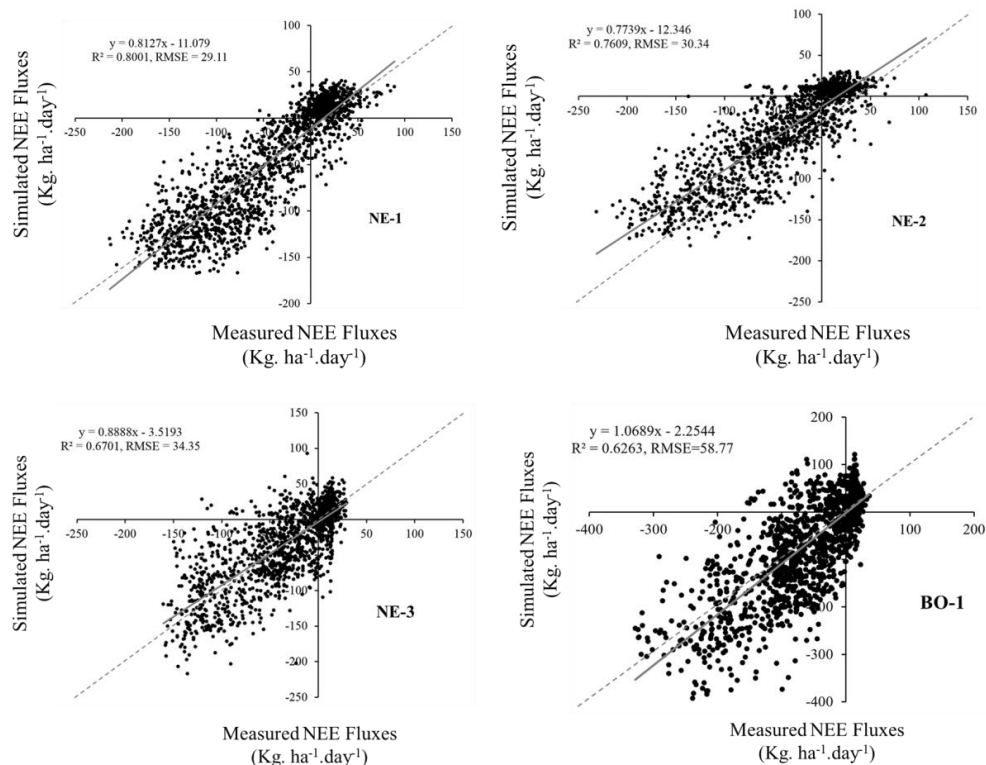 y = 0.8127x - 11.079
R² = 0.8001, RMSE = 29.11
100
50
-250 -200 -150 -100 -50 50 100 150
-50
-100
-150
-200
NE-1
Simulated NEE Fluxes
(Kg. ha⁻¹.day⁻¹)
Measured NEE Fluxes
(Kg. ha⁻¹.day⁻¹)
y = 0.7739x - 12.346
R² = 0.7609, RMSE = 30.34
100
50
-250 -200 -150 -100 -50 50 100 150
-100
-150
-200
-250
NE-2
Simulated NEE Fluxes
(Kg. ha⁻¹.day⁻¹)
Measured NEE Fluxes
(Kg. ha⁻¹.day⁻¹)
y = 0.8888x - 3.5193
R² = 0.6701, RMSE = 34.35
150
100
50
-250 -200 -150 -100 50 100 150
-100
-150
-200
-250
NE-3
Simulated NEE Fluxes
(Kg. ha⁻¹.day⁻¹)
Measured NEE Fluxes
(Kg. ha⁻¹.day⁻¹)
y = 1.0689x - 2.2544
R² = 0.6263, RMSE=58.77
200
100
-400 -300 -200 100 200
-300
-400
BO-1
Simulated NEE Fluxes
(Kg. ha⁻¹.day⁻¹)
Measured NEE Fluxes
(Kg. ha⁻¹.day⁻¹)